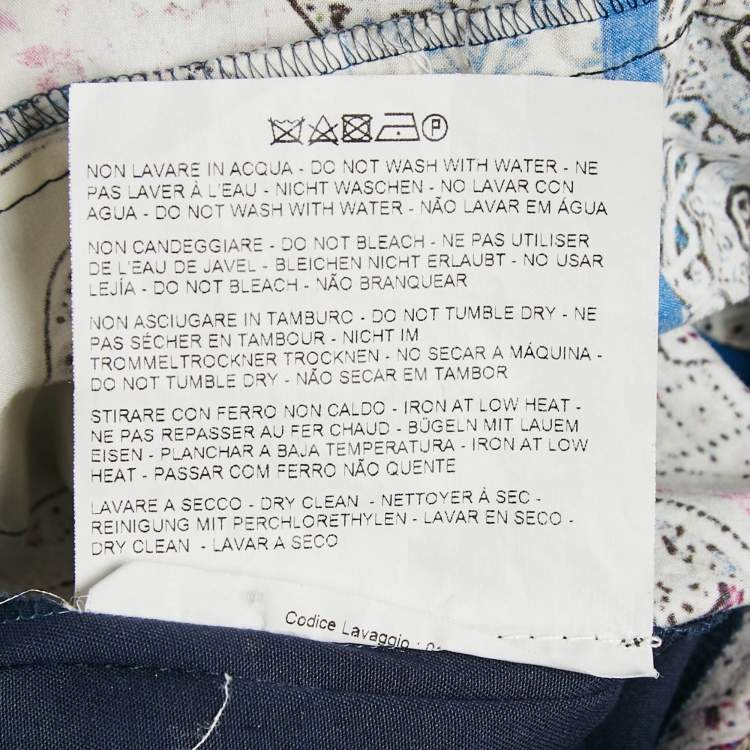 P
NON LAVARE IN ACQUA - DO NOT WASH WITH WATER - NE
PAS LAVER À L'EAU - NICHT WASCHEN - NO LAVAR CON
AGUA - DO NOT WASH WITH WATER - NÃO LAVAR EM ÁGUA
NON CANDEGGIARE - DO NOT BLEACH - NE PAS UTILISER
DE L'EAU DE JAVEL - BLEICHEN NICHT ERLAUBT - NO USAR
LEJÍA - DO NOT BLEACH - NÃO BRANQUEAR
NON ASCIUGARE IN TAMBURO - DO NOT TUMBLE DRY - NE
PAS SÉCHER EN TAMBOUR - NICHT IM
TROMMELTROCKNER TROCKNEN - NO SECAR A MÁQUINA -
DO NOT TUMBLE DRY - NÃO SECAR EM TAMBOR
STIRARE CON FERRO NON CALDO - IRON AT LOW HEAT -
NE PAS REPASSER AU FER CHAUD - BÜGELN MIT LAUEM
EISEN - PLANCHAR A BAJA TEMPERATURA - IRON AT LOW
HEAT - PASSAR COM FERRO NÃO QUENTE
LAVARE A SECCO - DRY CLEAN - NETTOYER À SEC -
REINIGUNG MIT PERCHLORETHYLEN - LAVAR EN SECO -
DRY CLEAN - LAVAR A SECO
Codice Lavaggio :